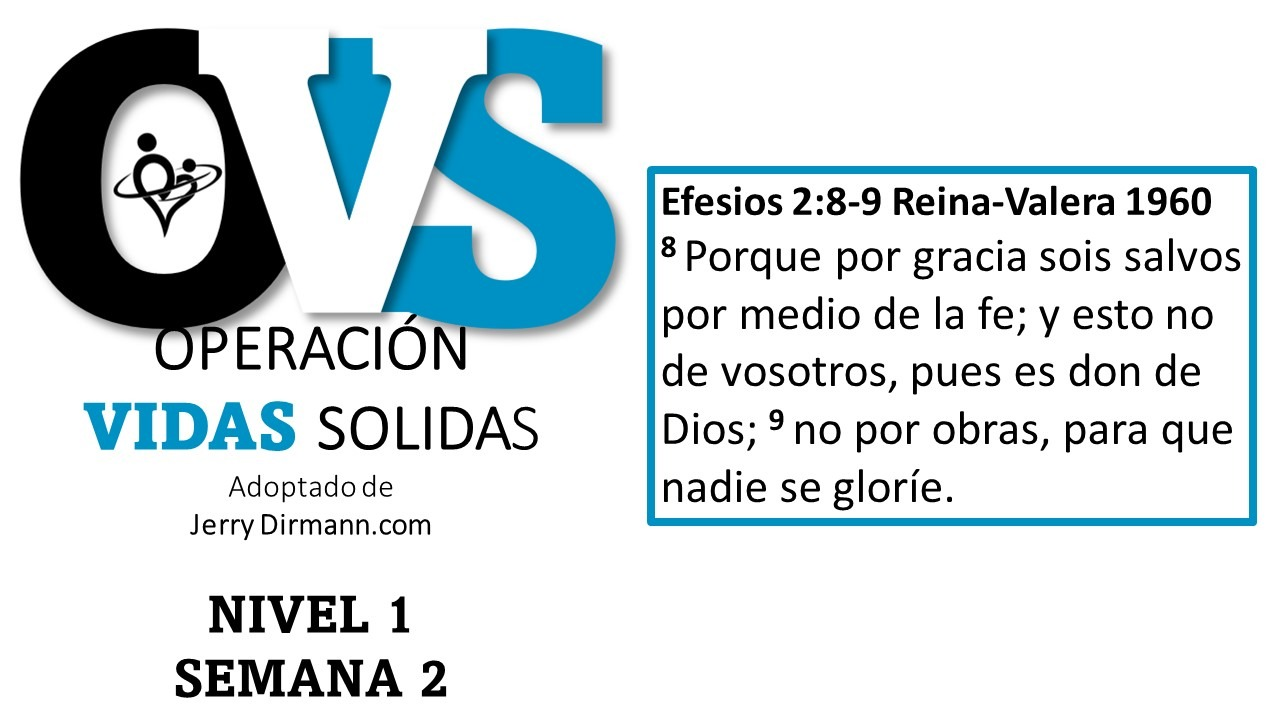 OVS
OPERACIÓN
VIDAS SOLIDAS
Adoptado de
Jerry Dirmann.com
NIVEL 1
SEMANA 2
Efesios 2:8-9 Reina-Valera 1960
8 Porque por gracia sois salvos
por medio de la fe; y esto no
de vosotros, pues es don de
Dios; 9 no por obras, para que
nadie se gloríe.